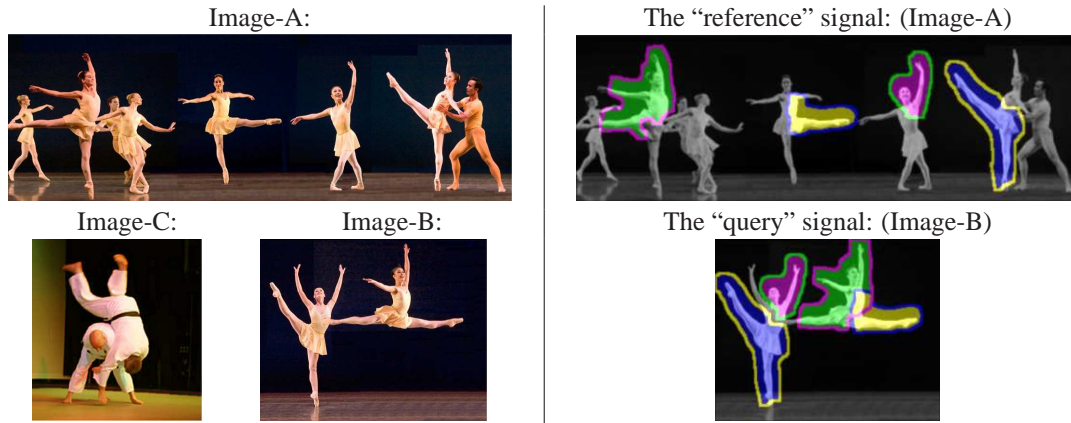 Image-A:
The “reference” signal: (Image-A)
Image-C:
Image-B:
The “query” signal: (Image-B)